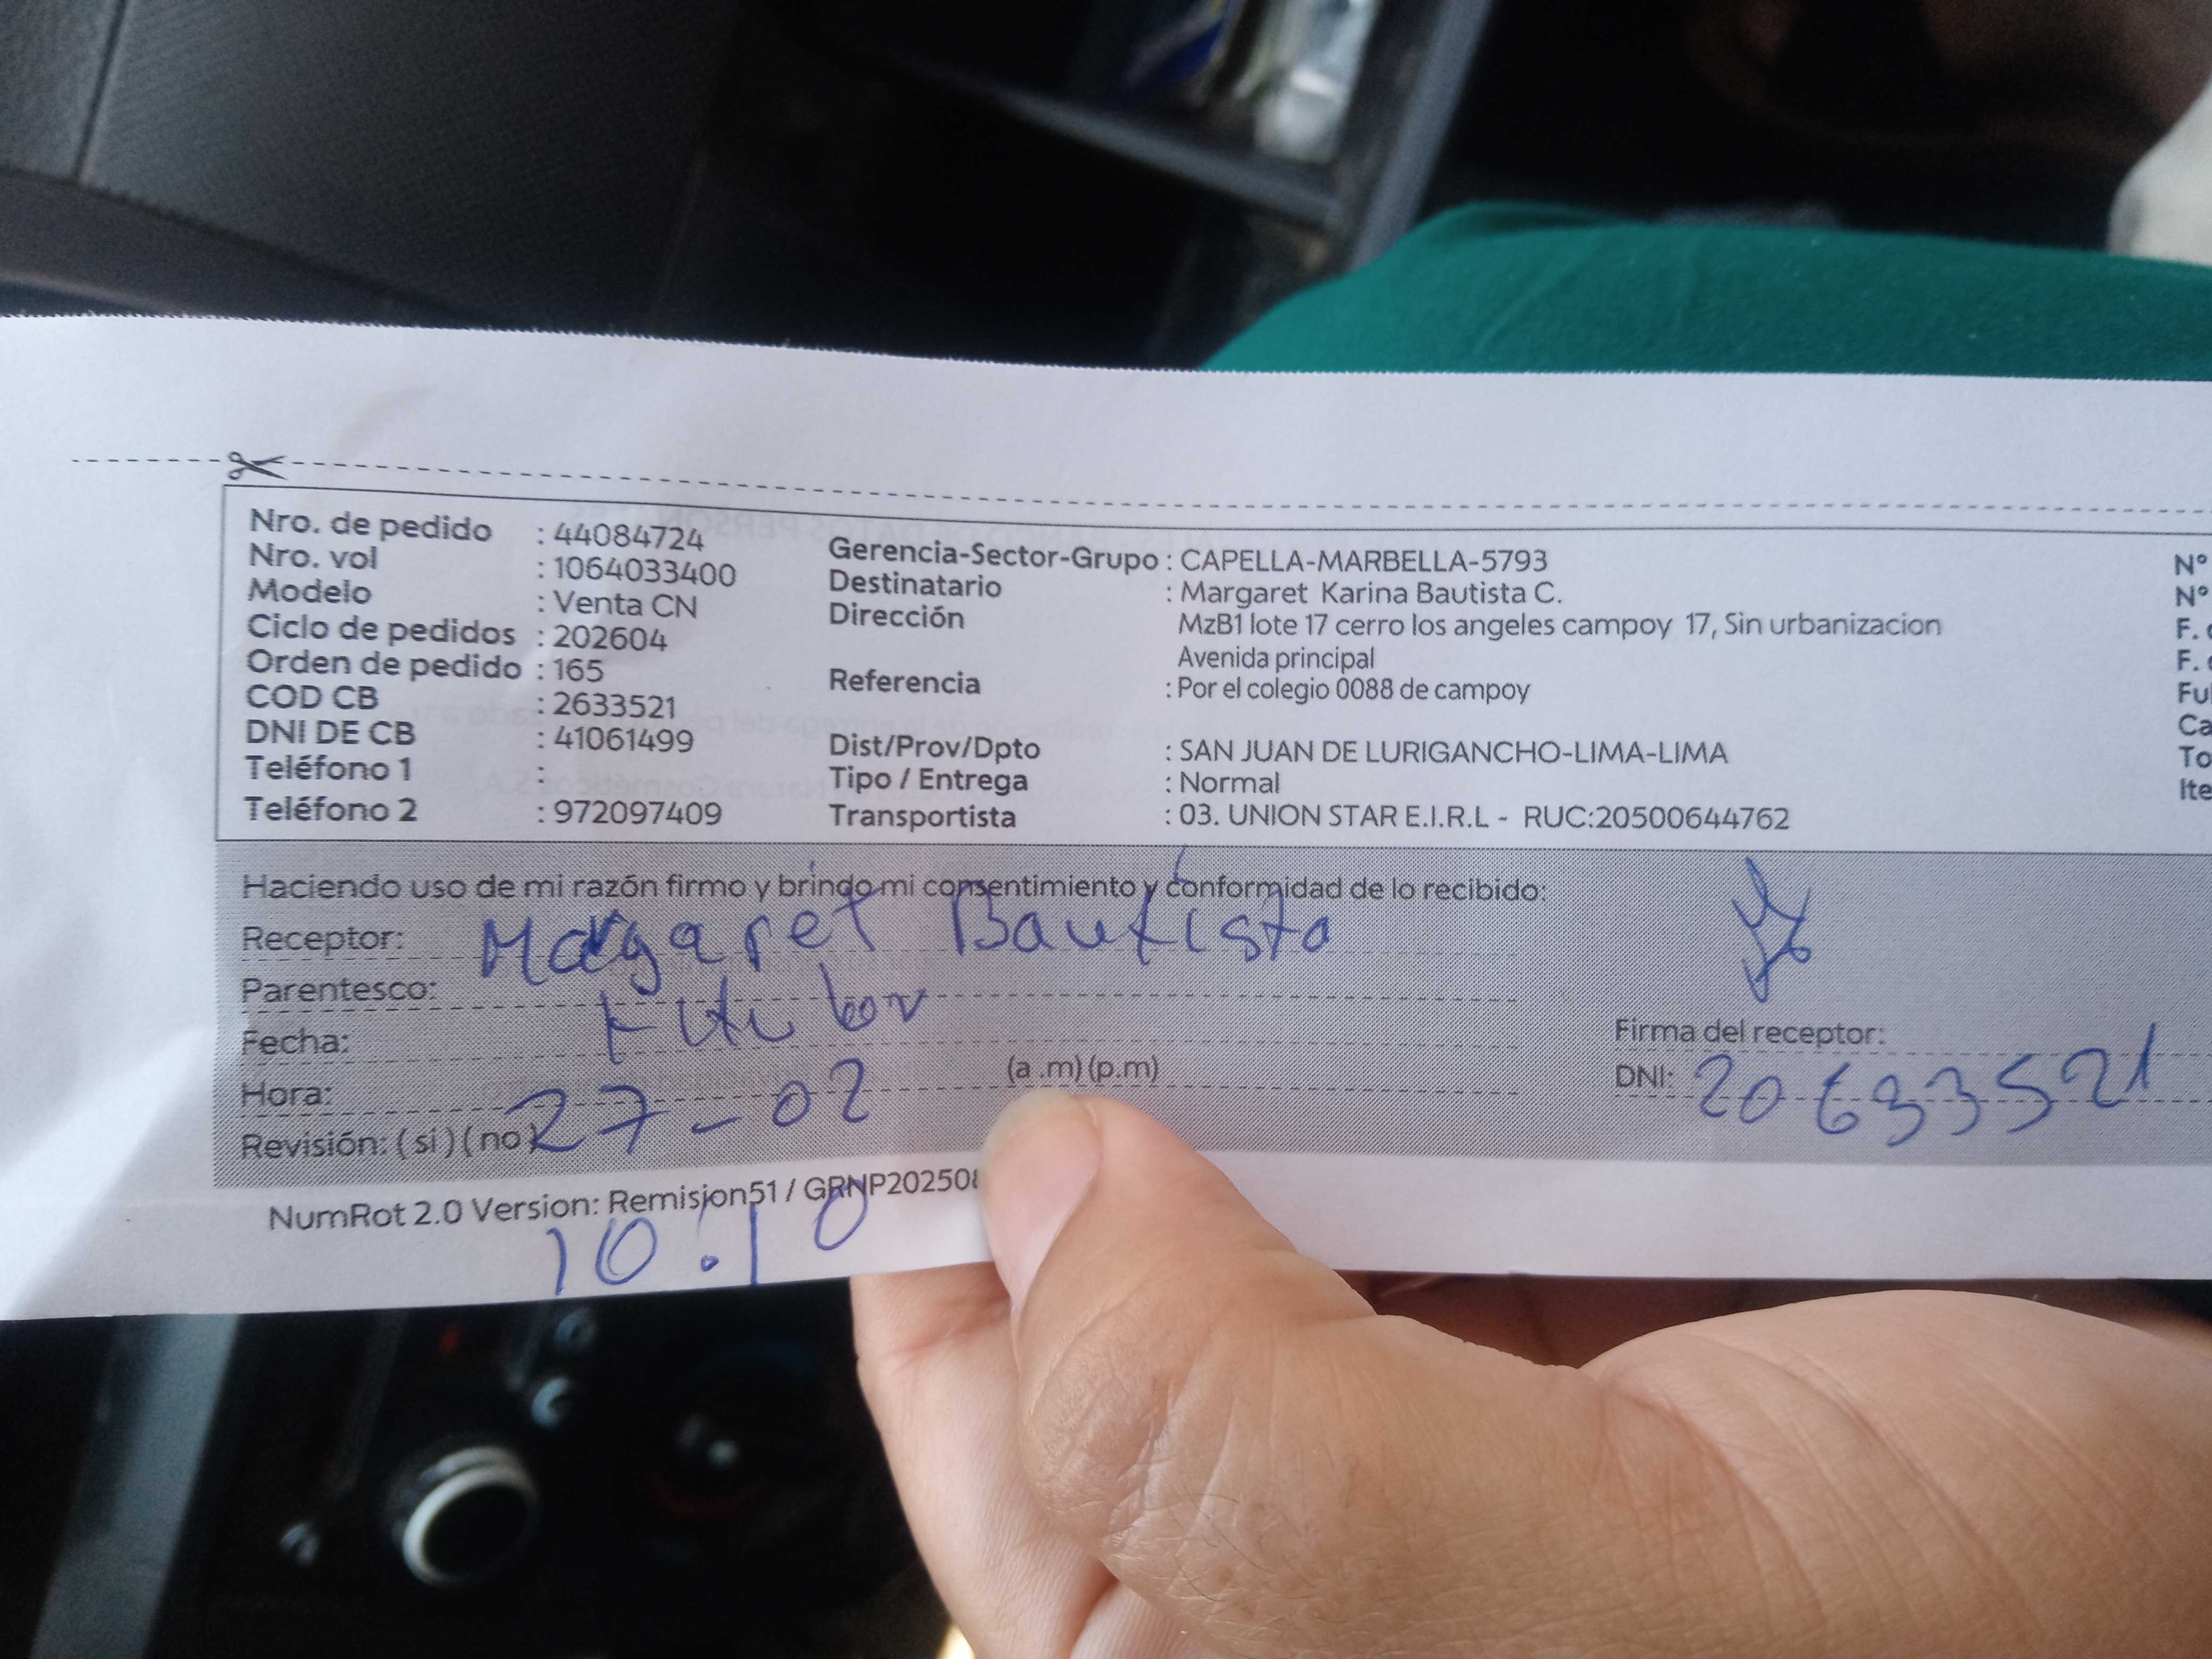 Nro. de pedido : 44084724
Nro. vol : 1064033400
Modelo : Venta CN
Ciclo de pedidos : 202604
Orden de pedido : 165
COD CB : 2633521
DNI DE CB : 41061499
Teléfono 1 :
Teléfono 2 : 972097409
Gerencia-Sector-Grupo : CAPELLA-MARBELLA-5793
Destinatario : Margaret Karina Bautista C.
Dirección MzB1 lote 17 cerro los angeles campoy 17, Sin urbanizacion
Avenida principal
Referencia : Por el colegio 0088 de campoy
Dist/Prov/Dpto : SAN JUAN DE LURIGANCHO-LIMA-LIMA
Tipo / Entrega : Normal
Transportista : 03. UNION STAR E.I.R.L - RUC:20500644762
N°
N°
F.
F.
Haciendo uso de mi razón firmo y brindo mi consentimiento y conformidad de lo recibido:
Receptor: Margaret Bautista
Parentesco:
Fecha:
Hora: 27-02 (a .m) (p.m)
Revisión: ( si ) ( no )
Firma del receptor:
DNI: 20633521
NumRot 2.0 Version: Remision51 / GRNP202508
10:10